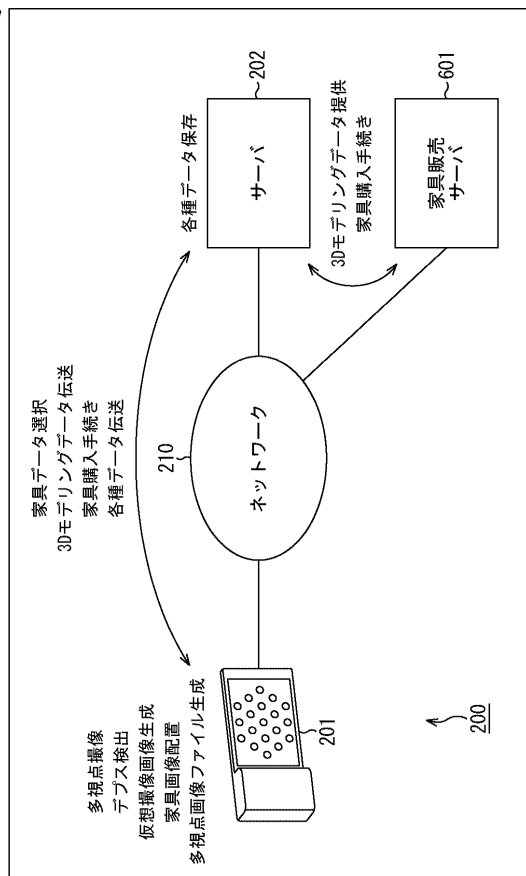 多視点撮像
デプス検出
仮想撮像画像生成
家具画像配置
多視点画像ファイル生成
201
200
家具データ選択
3Dモデリングデータ伝送
家具購入手続き
各種データ伝送
210
ネットワーク
各種データ保存
202
サーバ
3Dモデリングデータ提供
家具購入手続き
601
家具販売
サーバ